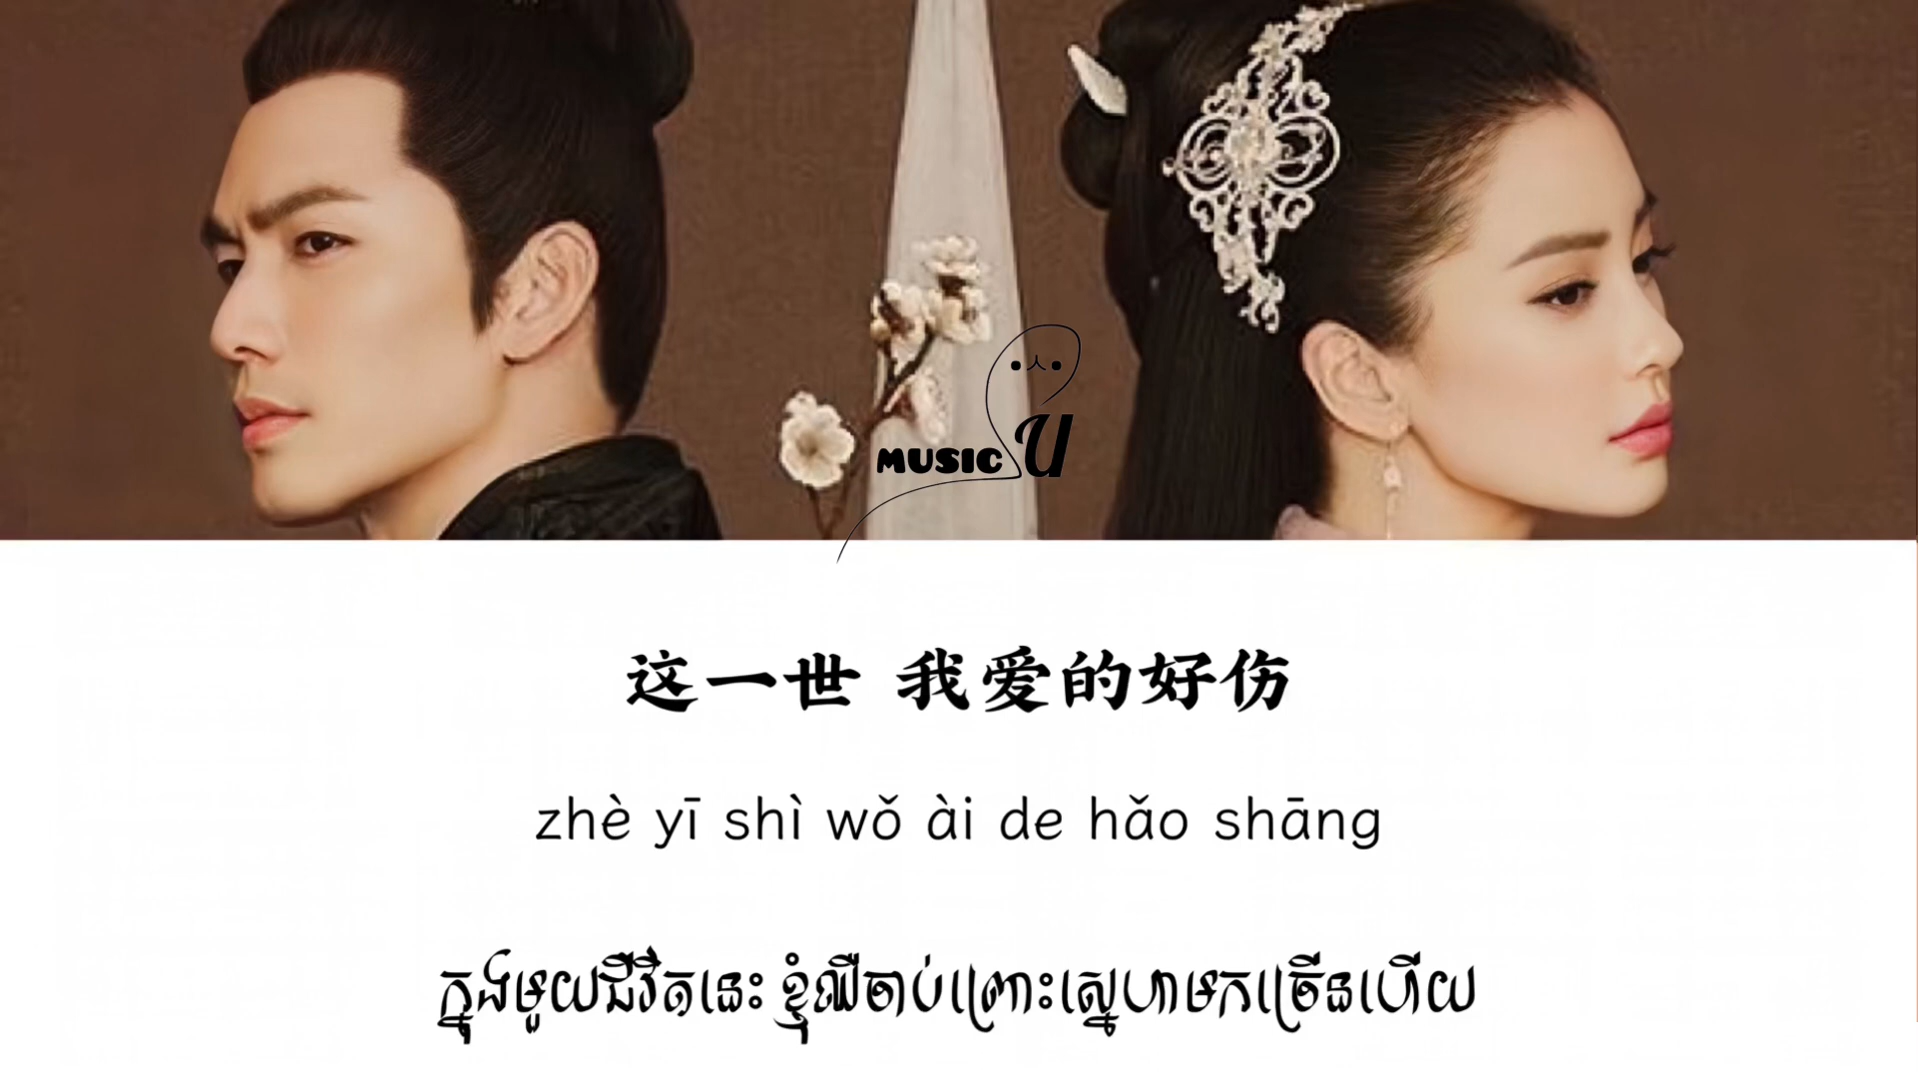 MUSIC U
这一世 我爱的好伤
zhè yī shì wǒ ài de hǎo shāng
ក្នុងមួយជីវិតនេះ ខ្ញុំឈឺចាប់ព្រោះស្នេហាមកច្រើនហើយ